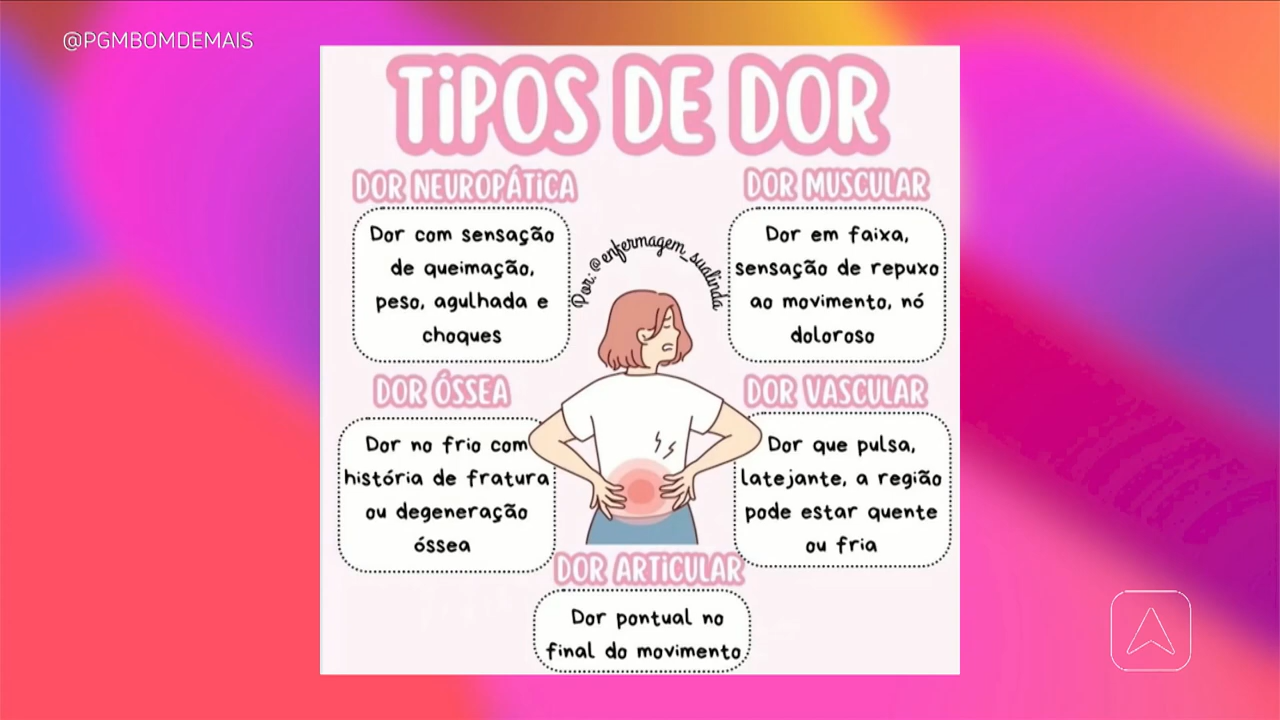 @PGMBOMDEMAIS
TIPOS DE DOR
DOR NEUROPÁTICA
Dor com sensação
de queimação,
peso, agulhada e
choques
DOR MUSCULAR
Dor em faixa,
sensação de repuxo
ao movimento, nó
doloroso
Por: @enfermagem_sualinda
DOR ÓSSEA
Dor no frio com
história de fratura
ou degeneração
óssea
DOR VASCULAR
Dor que pulsa,
latejante, a região
pode estar quente
ou fria
DOR ARTICULAR
Dor pontual no
final do movimento